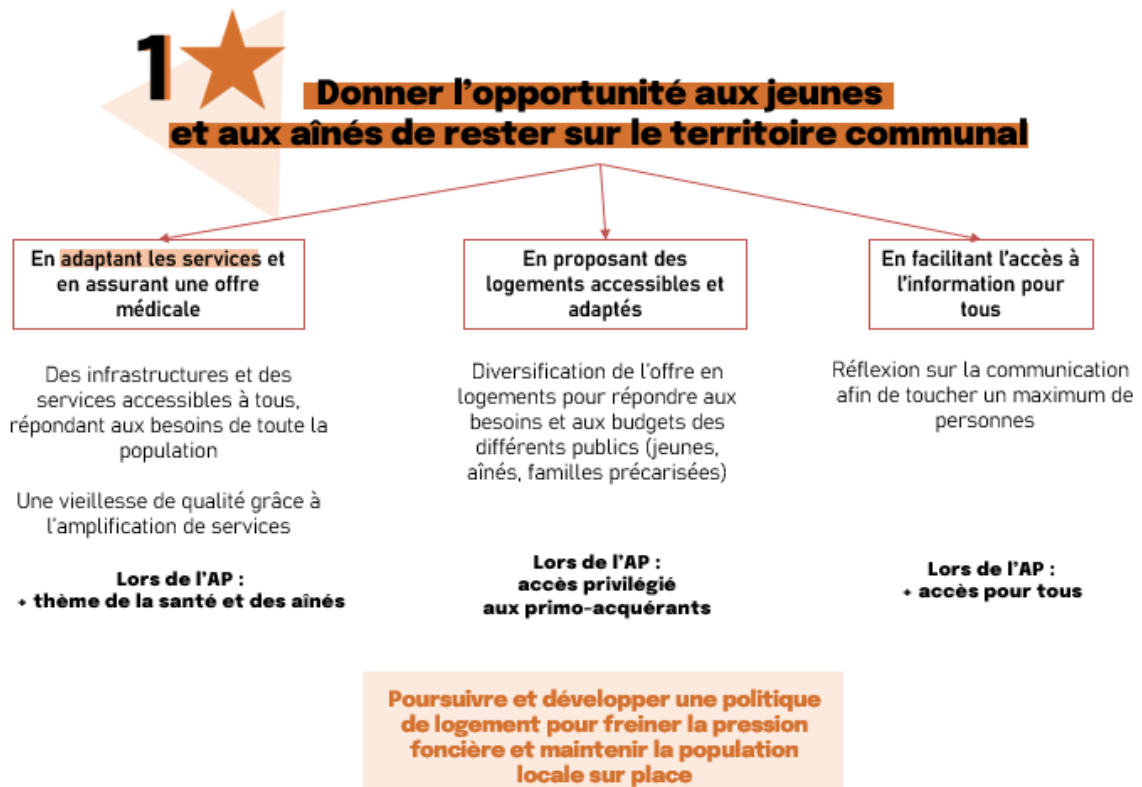 1
Donner l'opportunité aux jeunes
et aux aînés de rester sur le territoire communal
En adaptant les services et
en assurant une offre
médicale
Des infrastructures et des
services accessibles à tous,
répondant aux besoins de toute la
population
Une vieillesse de qualité grâce à
l'amplification de services
Lors de l'AP :
+ thème de la santé et des aînés
En proposant des
logements accessibles et
adaptés
Diversification de l'offre en
logements pour répondre aux
besoins et aux budgets des
différents publics (jeunes,
aînés, familles précarisées)
Lors de l'AP :
accès privilégié
aux primo-acquérants
En facilitant l'accès à
l'information pour
tous
Réflexion sur la communication
afin de toucher un maximum de
personnes
Lors de l'AP :
+ accès pour tous
Poursuivre et développer une politique
de logement pour freiner la pression
foncière et maintenir la population
locale sur place